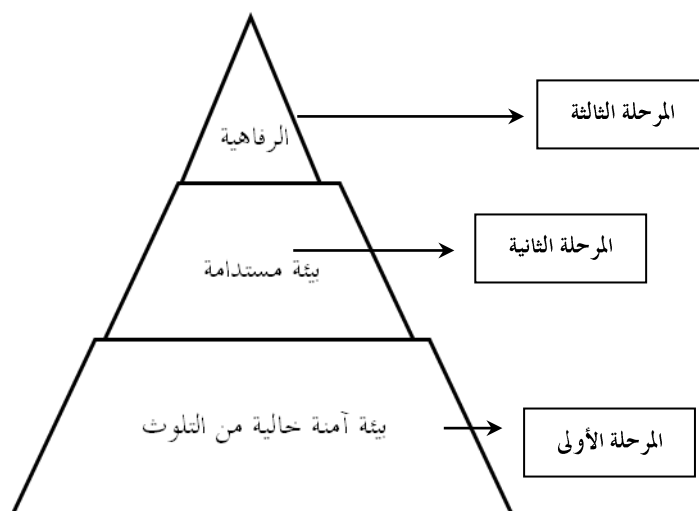 المرحلة الثالثة
الرفاهية
المرحلة الثانية
بيئة مستدامة
بيئة آمنة خالية من التلوث
المرحلة الأولى